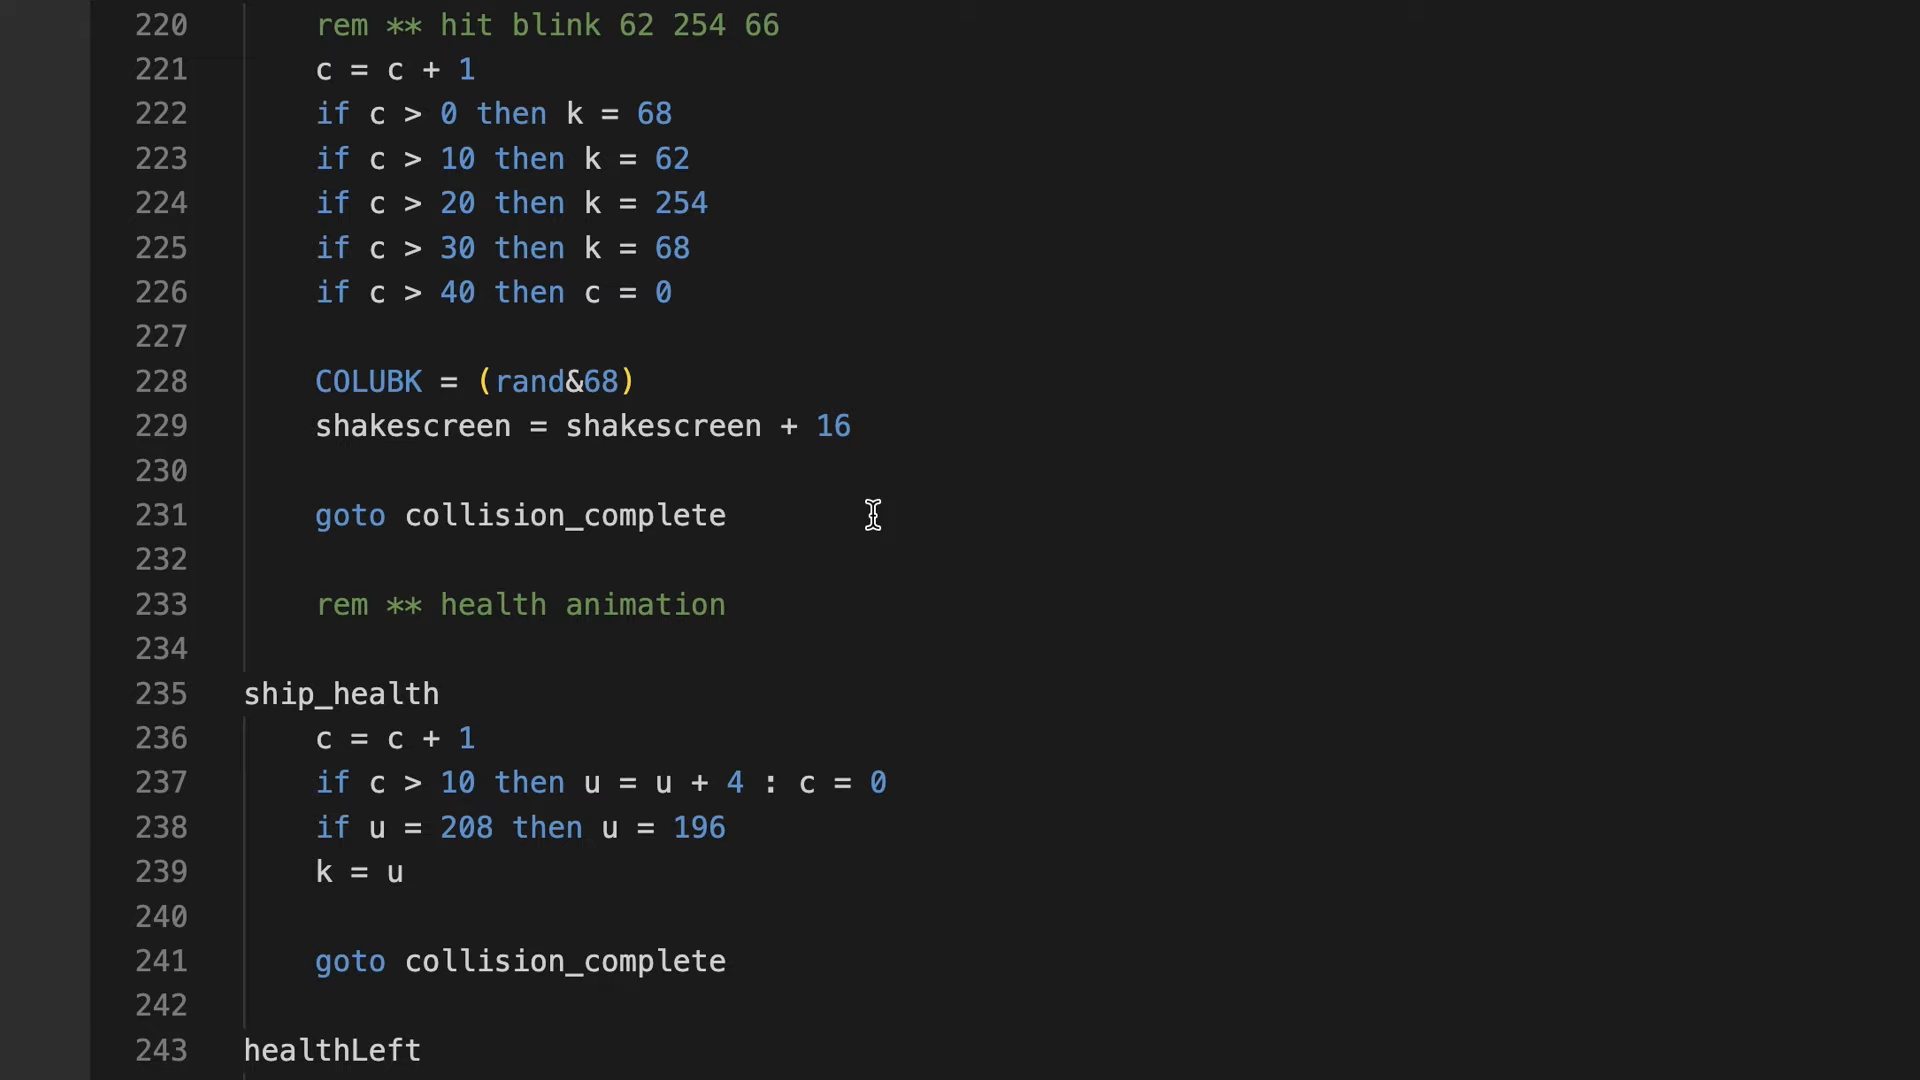 220 rem ** hit blink 62 254 66
221 c = c + 1
222 if c > 0 then k = 68
223 if c > 10 then k = 62
224 if c > 20 then k = 254
225 if c > 30 then k = 68
226 if c > 40 then c = 0
227
228 COLUBK = (rand&68)
229 shakescreen = shakescreen + 16
230
231 goto collision_complete
232
233 rem ** health animation
234
235 ship_health
236 c = c + 1
237 if c > 10 then u = u + 4 : c = 0
238 if u = 208 then u = 196
239 k = u
240
241 goto collision_complete
242
243 healthLeft